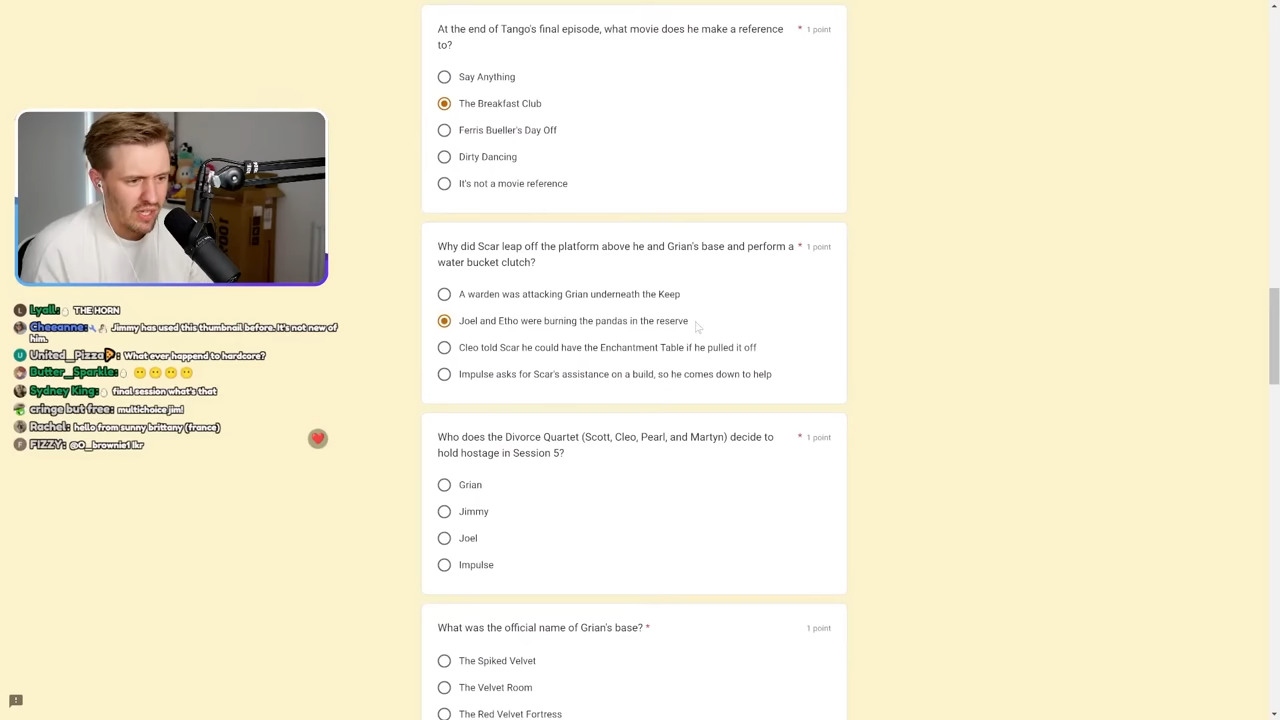 At the end of Tango's final episode, what movie does he make a reference
to?
* 1 point
Say Anything
The Breakfast Club
Ferris Bueller's Day Off
Dirty Dancing
It's not a movie reference
Why did Scar leap off the platform above he and Grian's base and perform a
water bucket clutch?
* 1 point
A warden was attacking Grian underneath the Keep
Joel and Etho were burning the pandas in the reserve
Cleo told Scar he could have the Enchantment Table if he pulled it off
Impulse asks for Scar's assistance on a build, so he comes down to help
Who does the Divorce Quartet (Scott, Cleo, Pearl, and Martyn) decide to
hold hostage in Session 5?
* 1 point
Grian
Jimmy
Joel
Impulse
What was the official name of Grian's base? *
1 point
The Spiked Velvet
The Velvet Room
The Red Velvet Fortress
L Lyall: THE HORN
Cheeanne: Jimmy has used this thumbnail before. It's not new of
him.
U United_Pizza: What ever happend to hardcore?
Butter_Sparkle:
Sydney King: final session what's that
cringe but free: multichoice jim!
Rachel: hello from sunny brittany (france)
F FIZZY: @O_brownie1 ikr